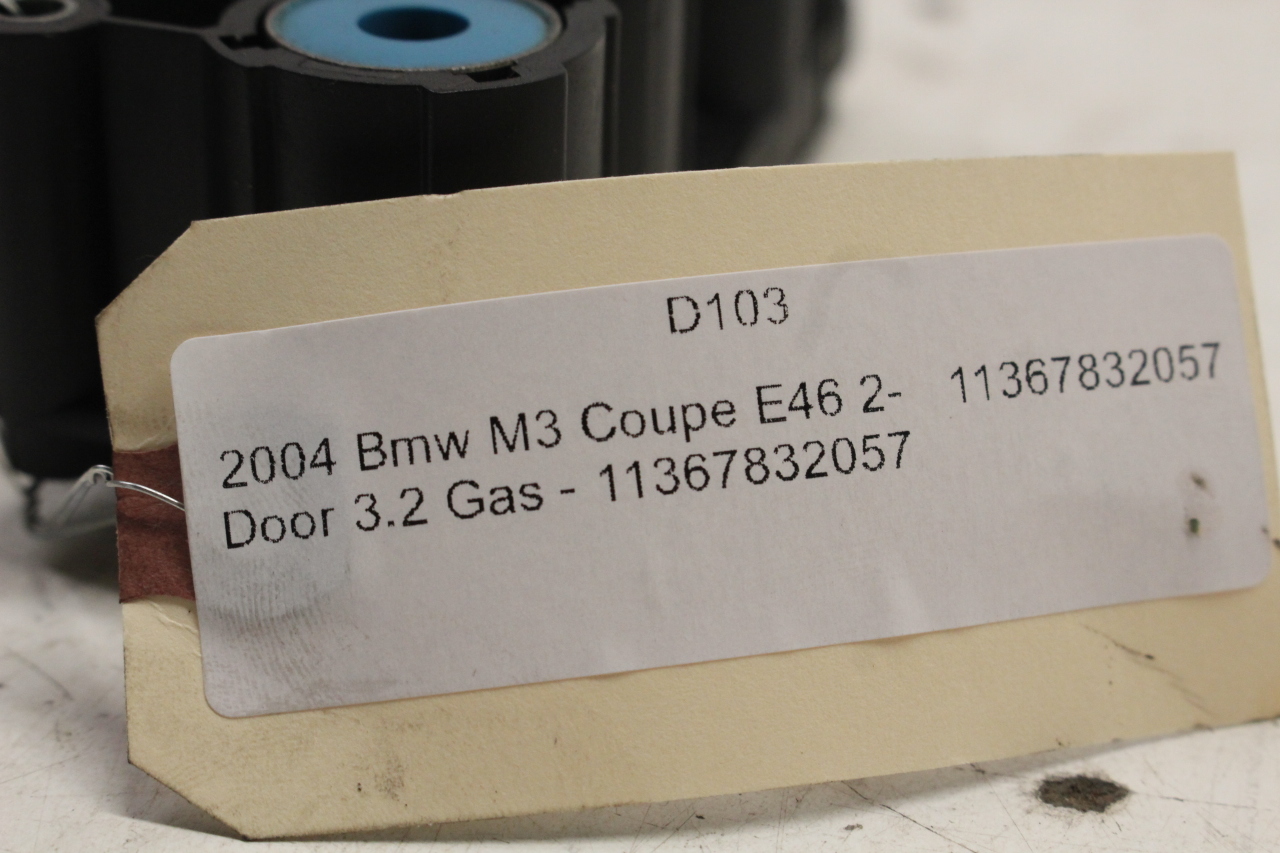 D103
2004 Bmw M3 Coupe E46 2- 11367832057
Door 3.2 Gas - 11367832057